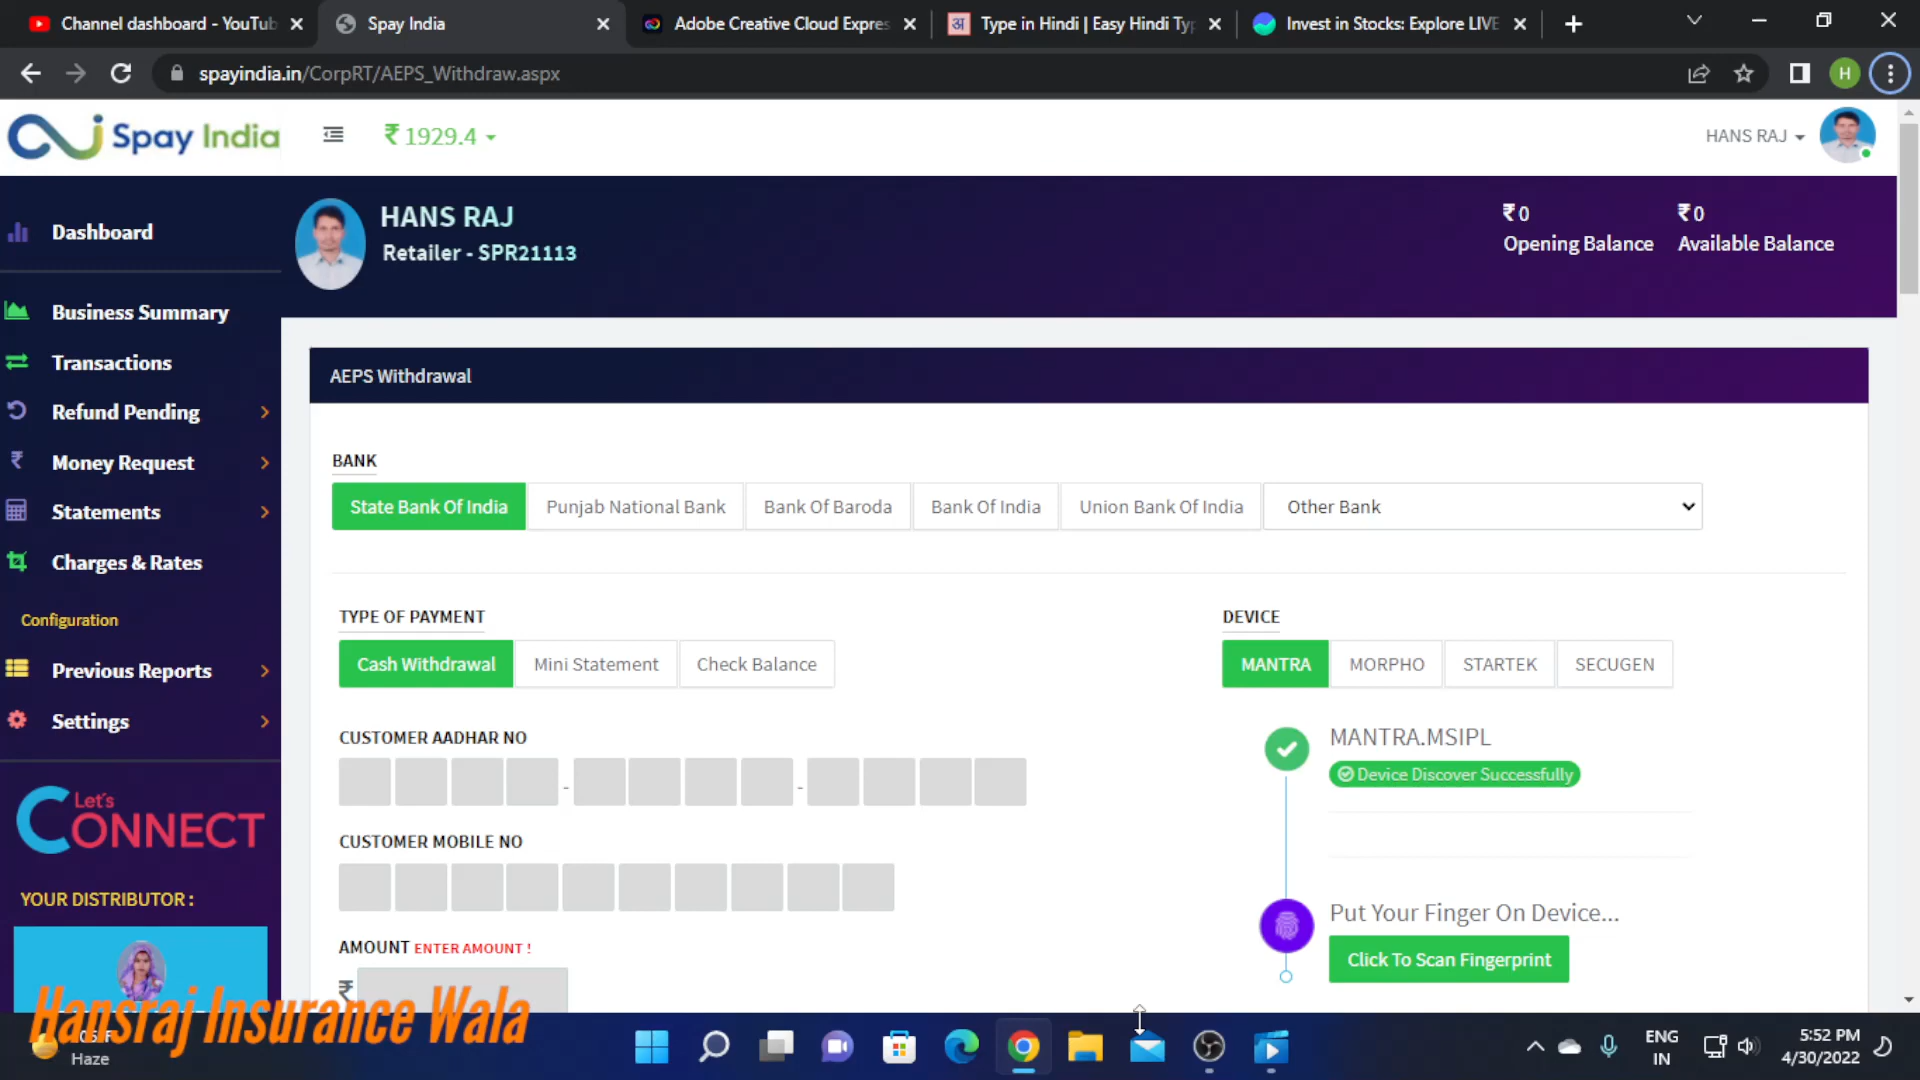 Channel dashboard - YouTub
Spay India
Adobe Creative Cloud Expres
Type in Hindi | Easy Hindi Ty
Invest in Stocks: Explore LIVE
spayindia.in/CorpRT/AEPS_Withdraw.aspx
H
Spay India
₹ 1929.4
HANS RAJ
Dashboard
Business Summary
Transactions
Refund Pending
Money Request
Statements
Charges & Rates
Configuration
Previous Reports
Settings
Let's
CONNECT
YOUR DISTRIBUTOR :
HANS RAJ
Retailer - SPR21113
₹ 0
Opening Balance
₹ 0
Available Balance
AEPS Withdrawal
BANK
State Bank Of India
Punjab National Bank
Bank Of Baroda
Bank Of India
Union Bank Of India
Other Bank
TYPE OF PAYMENT
Cash Withdrawal
Mini Statement
Check Balance
CUSTOMER AADHAR NO
- -
CUSTOMER MOBILE NO
AMOUNT ENTER AMOUNT !
₹
DEVICE
MANTRA
MORPHO
STARTEK
SECUGEN
MANTRA.MSIPL
Device Discover Successfully
Put Your Finger On Device...
Click To Scan Fingerprint
Hansraj Insurance Wala
Haze
ENG
IN
5:52 PM
4/30/2022